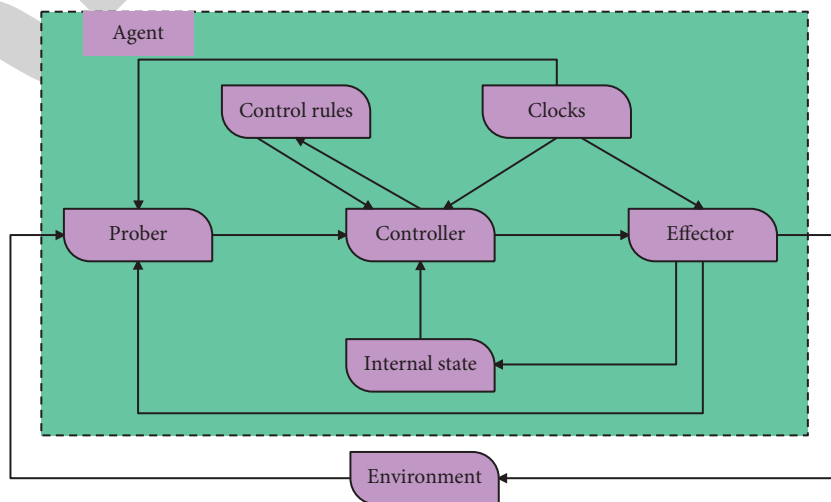 Agent
Control rules
Clocks
Prober
Controller
Effector
Internal state
Environment